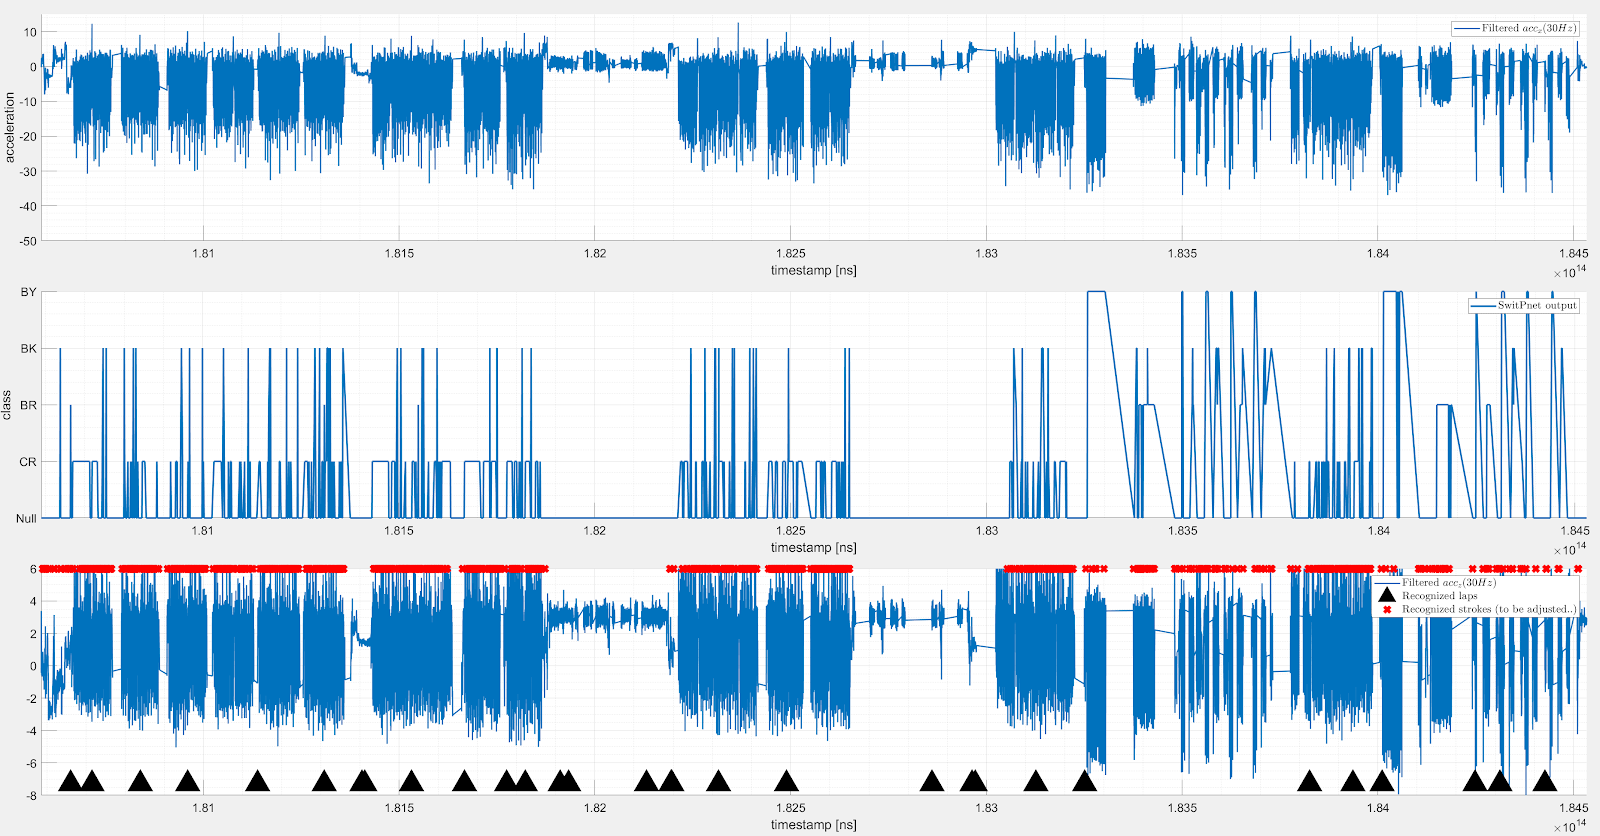 Filtered acc_x(30Hz)
10
0
-10
-20
-30
-40
-50
acceleration
1.81 1.815 1.82 1.825 1.83 1.835 1.84 1.845
timestamp [ns]
×10^14
SwitPnet output
BY
BK
BR
CR
Null
class
1.81 1.815 1.82 1.825 1.83 1.835 1.84 1.845
timestamp [ns]
×10^14
Filtered acc_z(30Hz)
Recognized laps
Recognized strokes (to be adjusted..)
6
4
2
0
-2
-4
-6
-8
1.81 1.815 1.82 1.825 1.83 1.835 1.84 1.845
timestamp [ns]
×10^14